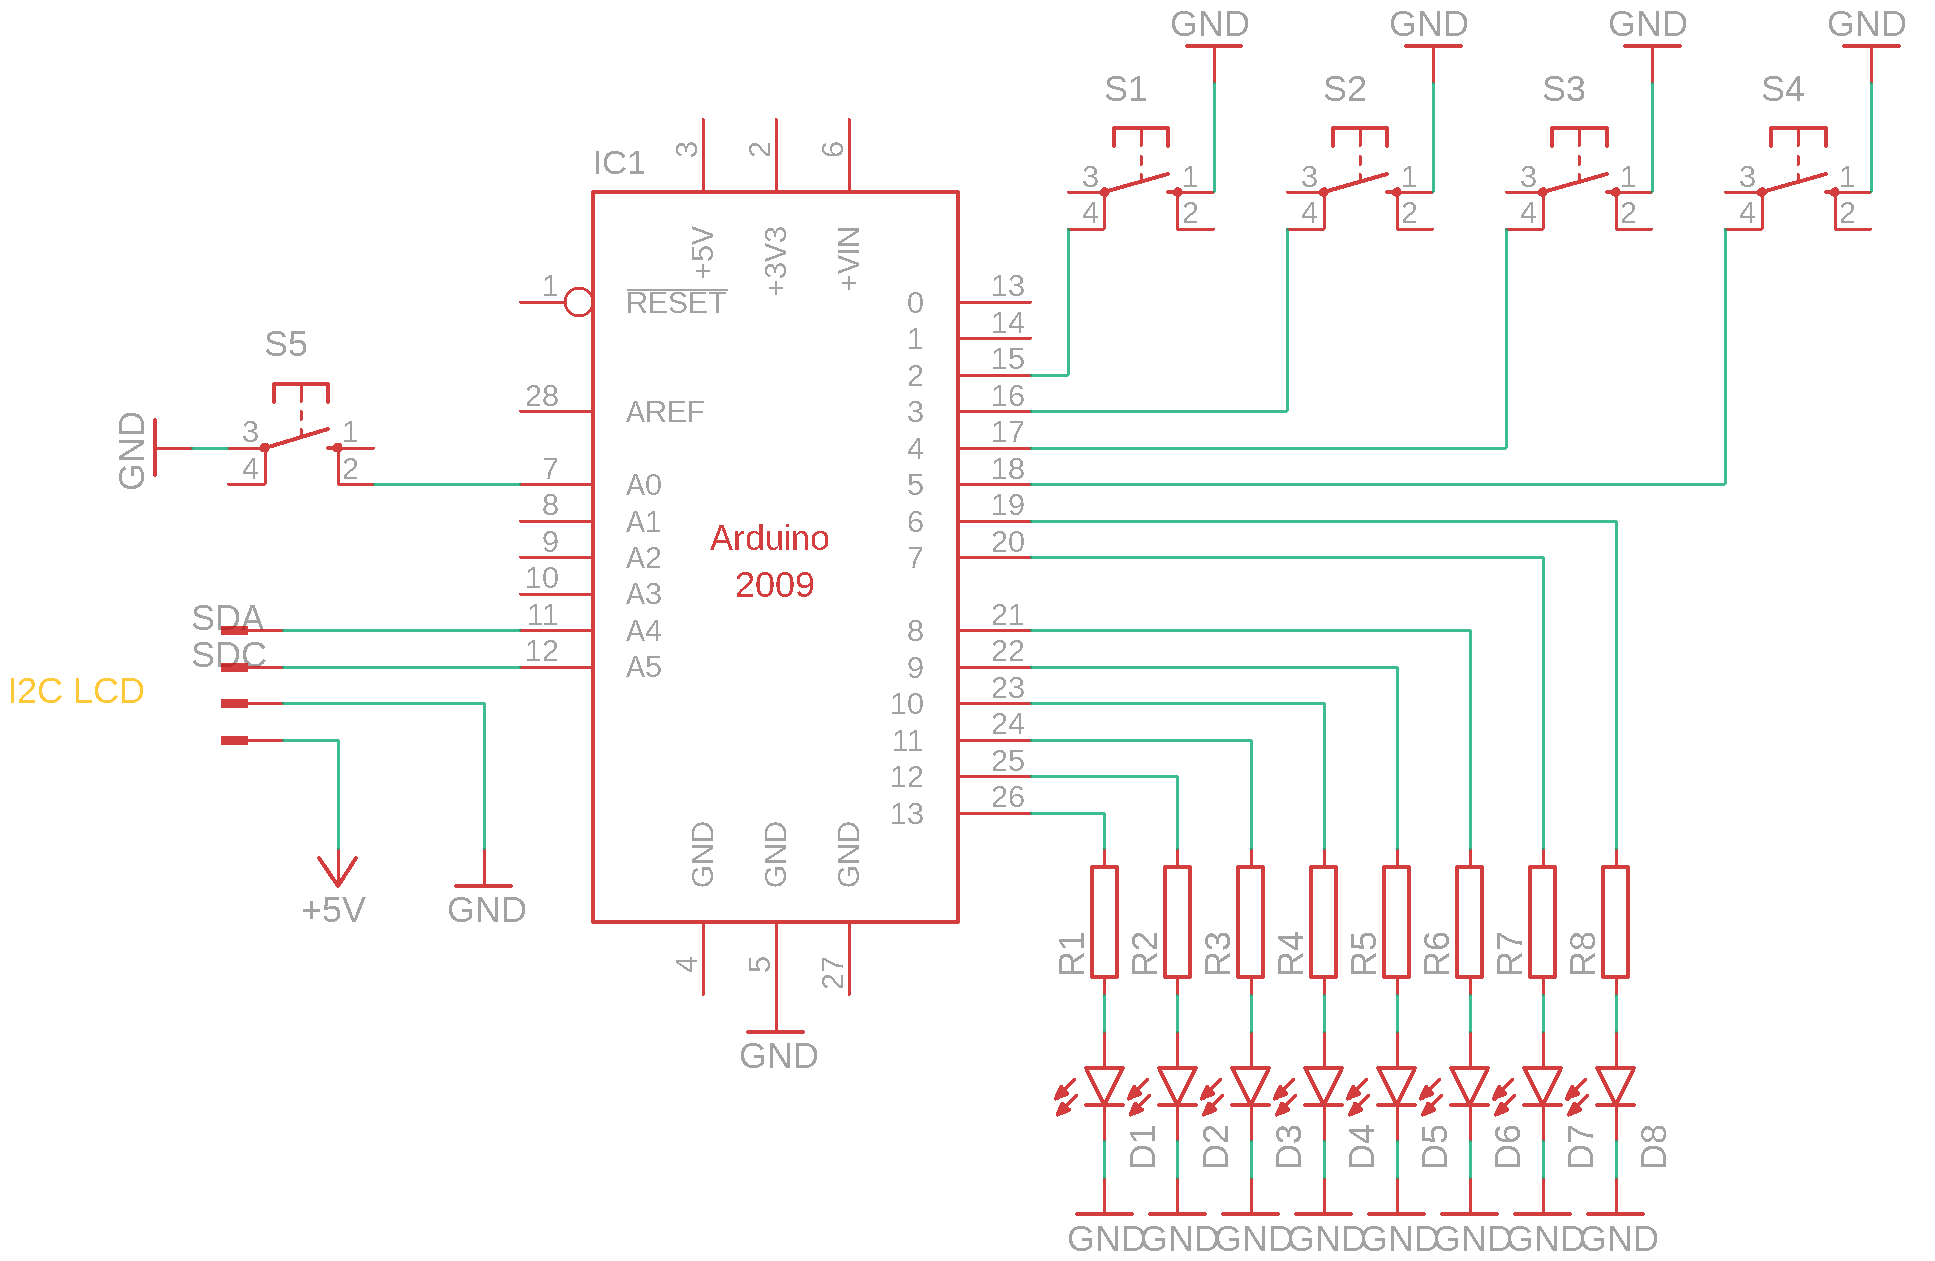 GND GND GND GND
S1 S2 S3 S4
3 1 3 1 3 1 3 1
4 2 4 2 4 2 4 2
IC1
3 2 6
+5V +3V3 +VIN
1 RESET 0 13
1 14
2 15
28 AREF 3 16
4 17
S5
GND
3 1
4 2
7 A0 5 18
8 A1 6 19
9 A2 7 20
10 A3
11 A4 8 21
12 A5 9 22
10 23
11 24
12 25
13 26
Arduino
2009
SDA
SDC
I2C LCD
+5V GND
GND GND GND
4 5 27
GND
R1 R2 R3 R4 R5 R6 R7 R8
D1 D2 D3 D4 D5 D6 D7 D8
GND GND GND GND GND GND GND GND